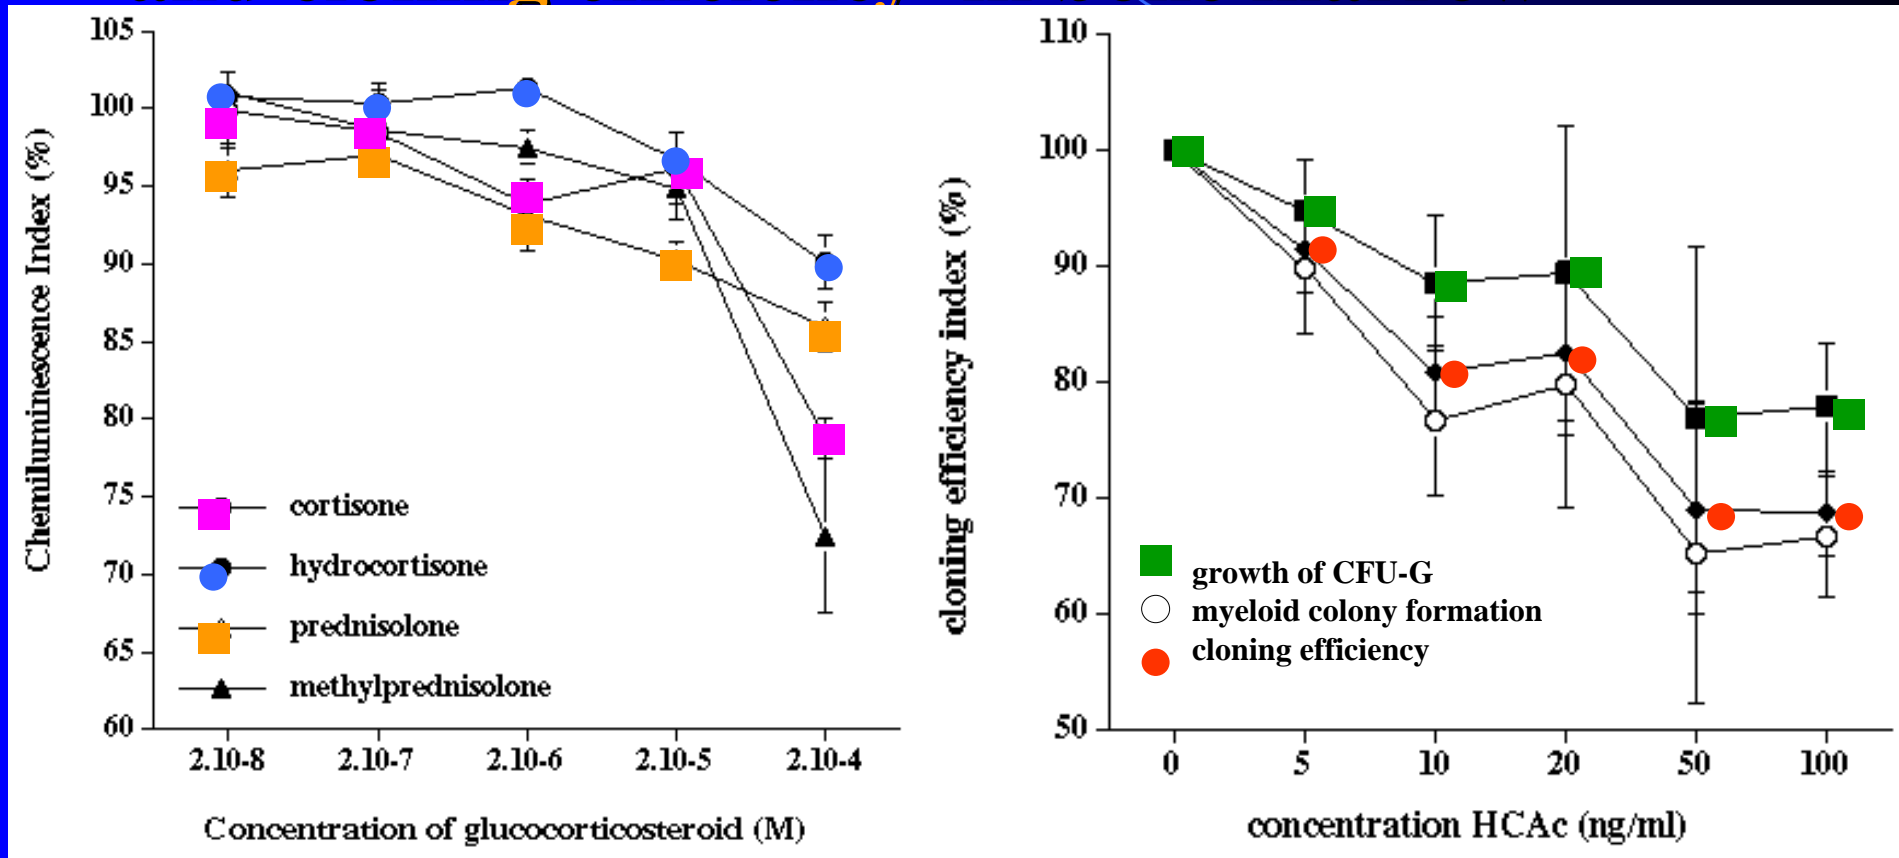 105
100
95
90
85
80
75
70
65
60
Chemiluminescence Index (%)
cortisone
hydrocortisone
prednisolone
methylprednisolone
2.10-8 2.10-7 2.10-6 2.10-5 2.10-4
Concentration of glucocorticosteroid (M)
110
100
90
80
70
60
50
cloning efficiency index (%)
growth of CFU-G
myeloid colony formation
cloning efficiency
0 5 10 20 50 100
concentration HCAc (ng/ml)